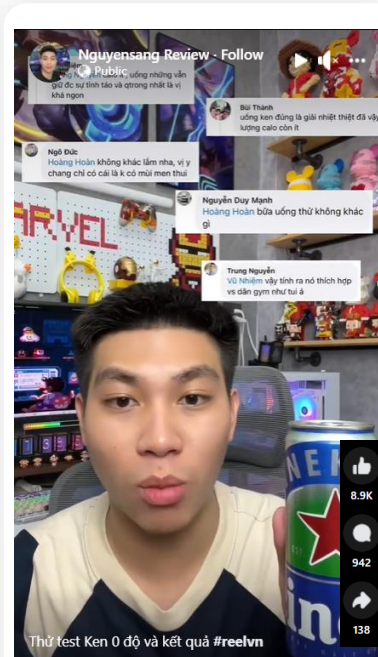 Nguyensang Review · Follow
Public
, uống những vẫn
giữ đc sự tỉnh táo và qtrong nhất là vị
khá ngon
Bùi Thành
uống ken đúng là giải nhiệt thiệt đã vậy
lượng calo còn ít
Ngô Đức
Hoàng Hoàn không khác lắm nha, vị y
chang chỉ có cái là k có mùi men thui
Nguyễn Duy Mạnh
Hoàng Hoàn bữa uống thử không khác
gì
Trung Nguyễn
Vũ Nhiệm vậy tính ra nó thích hợp
vs dân gym như tui á
ARVEL
8.9K
942
138
Thử test Ken 0 độ và kết quả #reelvn